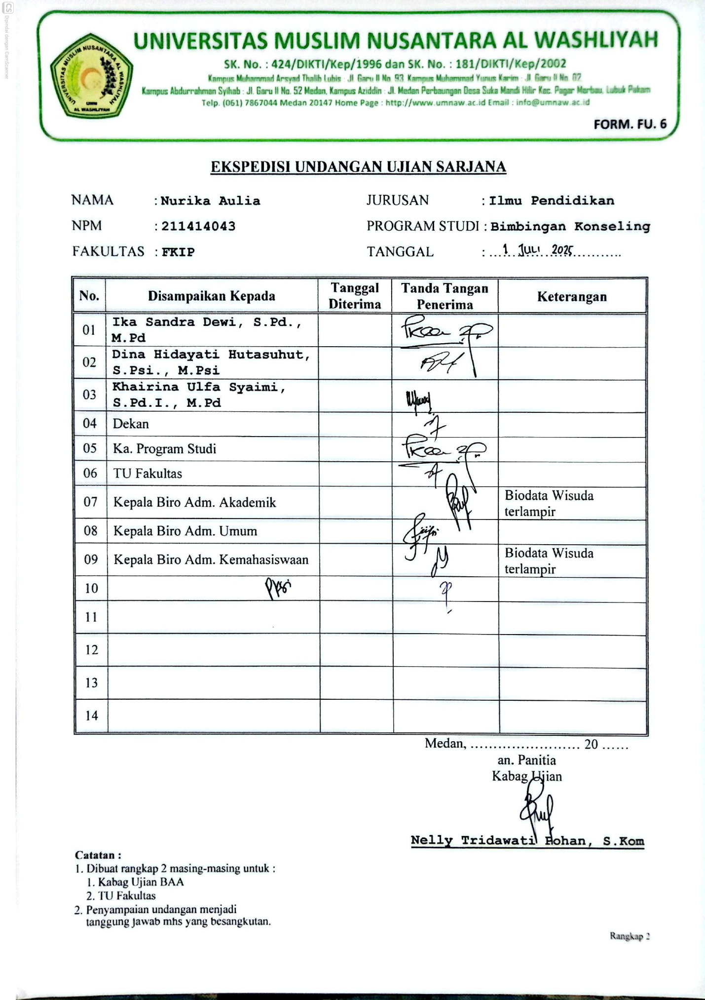 CS Dipindai dengan CamScanner
UNIVERSITAS MUSLIM NUSANTARA AL WASHLIYAH
UMN
AL WASHLIYAH
UNIVERSITAS MUSLIM NUSANTARA AL WASHLIYAH
SK. No. : 424/DIKTI/Kep/1996 dan SK. No. : 181/DIKTI/Kep/2002
Kampus Muhammad Arsyad Thalib Lubis : Jl. Garu II No. 93, Kampus Muhammad Yunus Karim : Jl. Garu II No. 02,
Kampus Abdurrahman Syihab : Jl. Garu II No. 52 Medan, Kampus Aziddin : Jl. Medan Perbaungan Desa Suka Mandi Hilir Kec. Pagar Merbau, Lubuk Pakam
Telp. (061) 7867044 Medan 20147 Home Page : http://www.umnaw.ac.id Email : info@umnaw.ac.id
FORM. FU. 6
EKSPEDISI UNDANGAN UJIAN SARJANA
NAMA : Nurika Aulia JURUSAN : Ilmu Pendidikan
NPM : 211414043 PROGRAM STUDI : Bimbingan Konseling
FAKULTAS : FKIP TANGGAL : ...1 JULI 2025...........
No. Disampaikan Kepada Tanggal Diterima Tanda Tangan Penerima Keterangan
01 Ika Sandra Dewi, S.Pd.,
M.Pd
02 Dina Hidayati Hutasuhut,
S.Psi., M.Psi
03 Khairina Ulfa Syaimi,
S.Pd.I., M.Pd
04 Dekan
05 Ka. Program Studi
06 TU Fakultas
07 Kepala Biro Adm. Akademik Biodata Wisuda
terlampir
08 Kepala Biro Adm. Umum
09 Kepala Biro Adm. Kemahasiswaan Biodata Wisuda
terlampir
10
11
12
13
14
Medan, ........................ 20 ......
an. Panitia
Kabag Ujian
Nelly Tridawati Pohan, S.Kom
Catatan :
1. Dibuat rangkap 2 masing-masing untuk :
1. Kabag Ujian BAA
2. TU Fakultas
2. Penyampaian undangan menjadi
tanggung jawab mhs yang besangkutan.
Rangkap 2